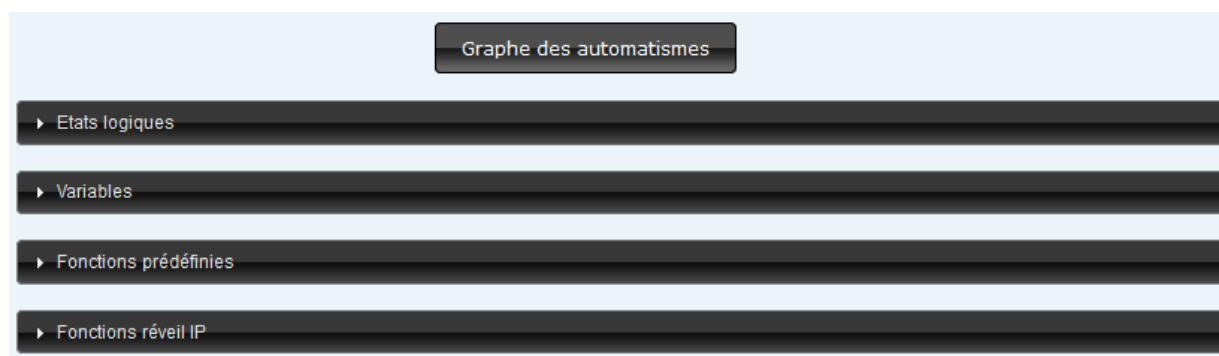 Graphe des automatismes
Etats logiques
Variables
Fonctions prédéfinies
Fonctions réveil IP